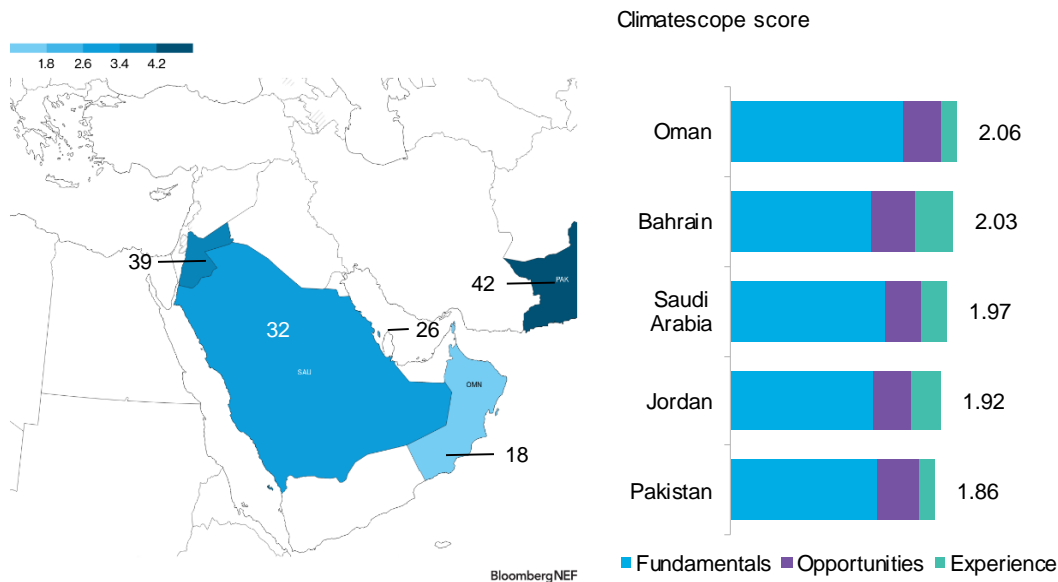 Climatescope score
1.8 2.6 3.4 4.2
39
42
PAK
32
26
SAU
OMN
18
BloombergNEF
Oman 2.06
Bahrain 2.03
Saudi
Arabia 1.97
Jordan 1.92
Pakistan 1.86
Fundamentals Opportunities Experience